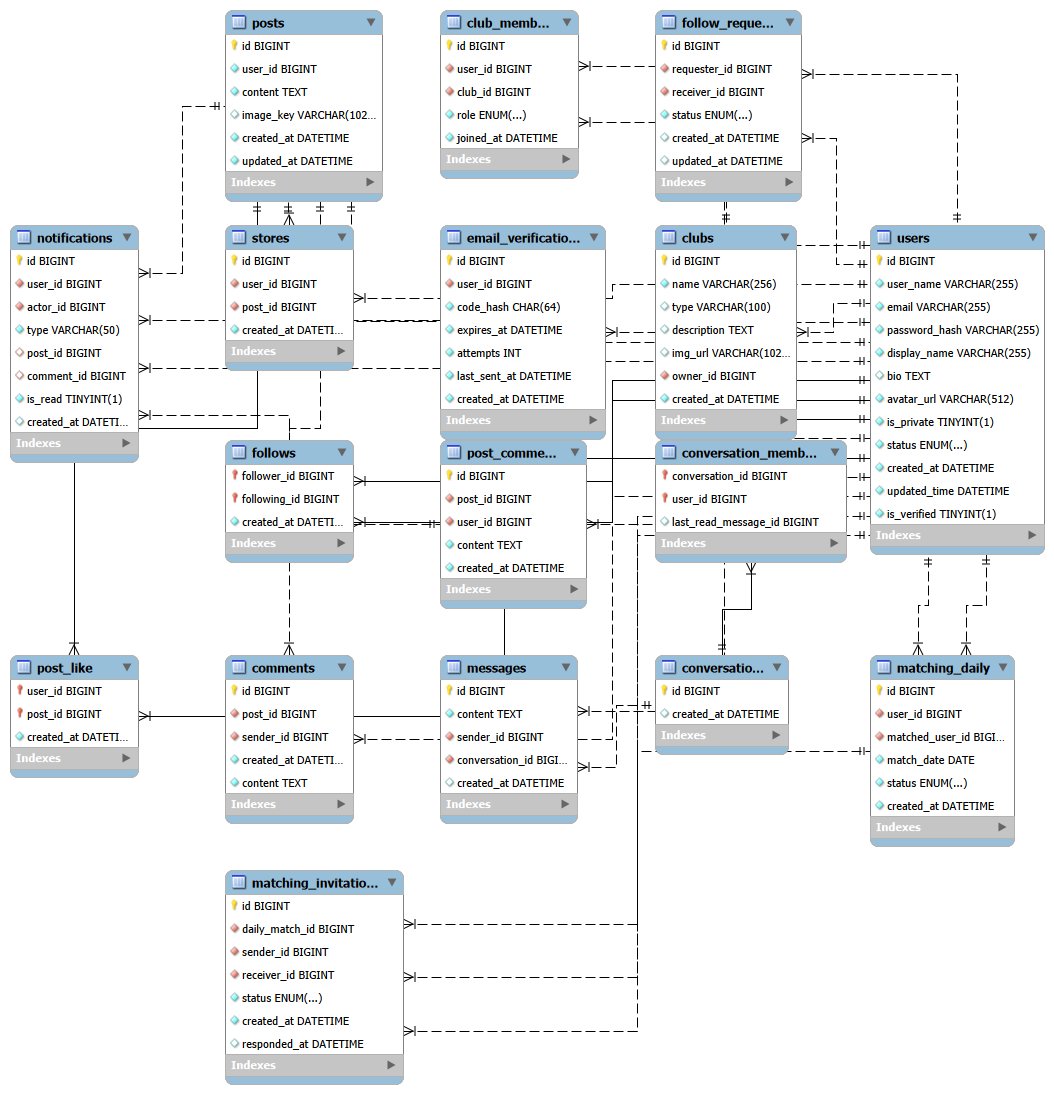 posts
id BIGINT
user_id BIGINT
content TEXT
image_key VARCHAR(102...
created_at DATETIME
updated_at DATETIME
Indexes
club_memb...
id BIGINT
user_id BIGINT
club_id BIGINT
role ENUM(...)
joined_at DATETIME
Indexes
follow_reque...
id BIGINT
requester_id BIGINT
receiver_id BIGINT
status ENUM(...)
created_at DATETIME
updated_at DATETIME
Indexes
notifications
id BIGINT
user_id BIGINT
actor_id BIGINT
type VARCHAR(50)
post_id BIGINT
comment_id BIGINT
is_read TINYINT(1)
created_at DATETI...
Indexes
stores
id BIGINT
user_id BIGINT
post_id BIGINT
created_at DATETI...
Indexes
email_verificatio...
id BIGINT
user_id BIGINT
code_hash CHAR(64)
expires_at DATETIME
attempts INT
last_sent_at DATETIME
created_at DATETIME
Indexes
clubs
id BIGINT
name VARCHAR(256)
type VARCHAR(100)
description TEXT
img_url VARCHAR(102...
owner_id BIGINT
created_at DATETIME
Indexes
users
id BIGINT
user_name VARCHAR(255)
email VARCHAR(255)
password_hash VARCHAR(255)
display_name VARCHAR(255)
bio TEXT
avatar_url VARCHAR(512)
is_private TINYINT(1)
status ENUM(...)
created_at DATETIME
updated_time DATETIME
is_verified TINYINT(1)
Indexes
follows
follower_id BIGINT
following_id BIGINT
created_at DATETI...
Indexes
post_comme...
id BIGINT
post_id BIGINT
user_id BIGINT
content TEXT
created_at DATETIME
Indexes
conversation_memb...
conversation_id BIGINT
user_id BIGINT
last_read_message_id BIGINT
Indexes
post_like
user_id BIGINT
post_id BIGINT
created_at DATETI...
Indexes
comments
id BIGINT
post_id BIGINT
sender_id BIGINT
created_at DATETI...
content TEXT
Indexes
messages
id BIGINT
content TEXT
sender_id BIGINT
conversation_id BIGI...
created_at DATETIME
Indexes
conversatio...
id BIGINT
created_at DATETIME
Indexes
matching_daily
id BIGINT
user_id BIGINT
matched_user_id BIGI...
match_date DATE
status ENUM(...)
created_at DATETIME
Indexes
matching_invitatio...
id BIGINT
daily_match_id BIGINT
sender_id BIGINT
receiver_id BIGINT
status ENUM(...)
created_at DATETIME
responded_at DATETIME
Indexes